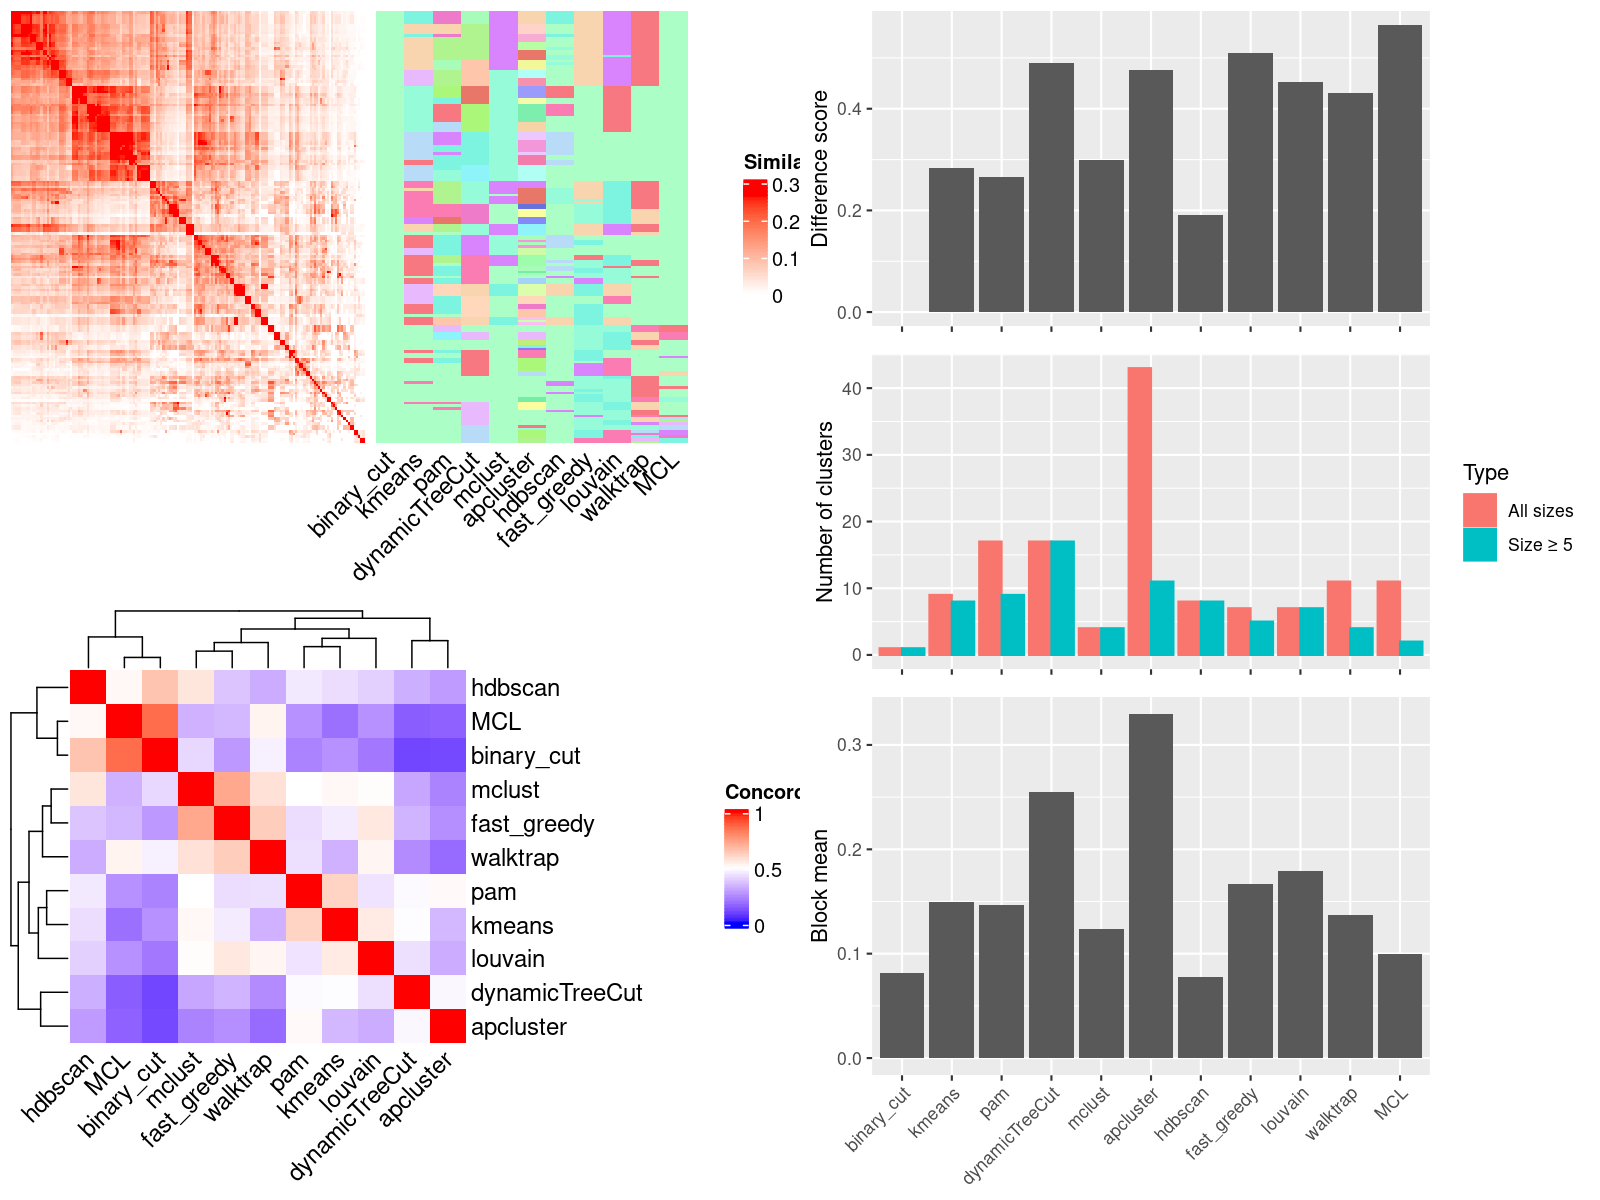 Simila
0.3
0.2
0.1
0
binary_cut
kmeans
pam
dynamicTreeCut
mclust
apcluster
hdbscan
fast_greedy
louvain
walktrap
MCL
hdbscan
MCL
binary_cut
mclust
fast_greedy
walktrap
pam
kmeans
louvain
dynamicTreeCut
apcluster
hdbscan
MCL
binary_cut
mclust
fast_greedy
walktrap
pam
kmeans
louvain
dynamicTreeCut
apcluster
Concord
1
0.5
0
Difference score
0.4
0.2
0.0
Number of clusters
40
30
20
10
0
Type
All sizes
Size ≥ 5
Block mean
0.3
0.2
0.1
0.0
binary_cut
kmeans
pam
dynamicTreeCut
mclust
apcluster
hdbscan
fast_greedy
louvain
walktrap
MCL